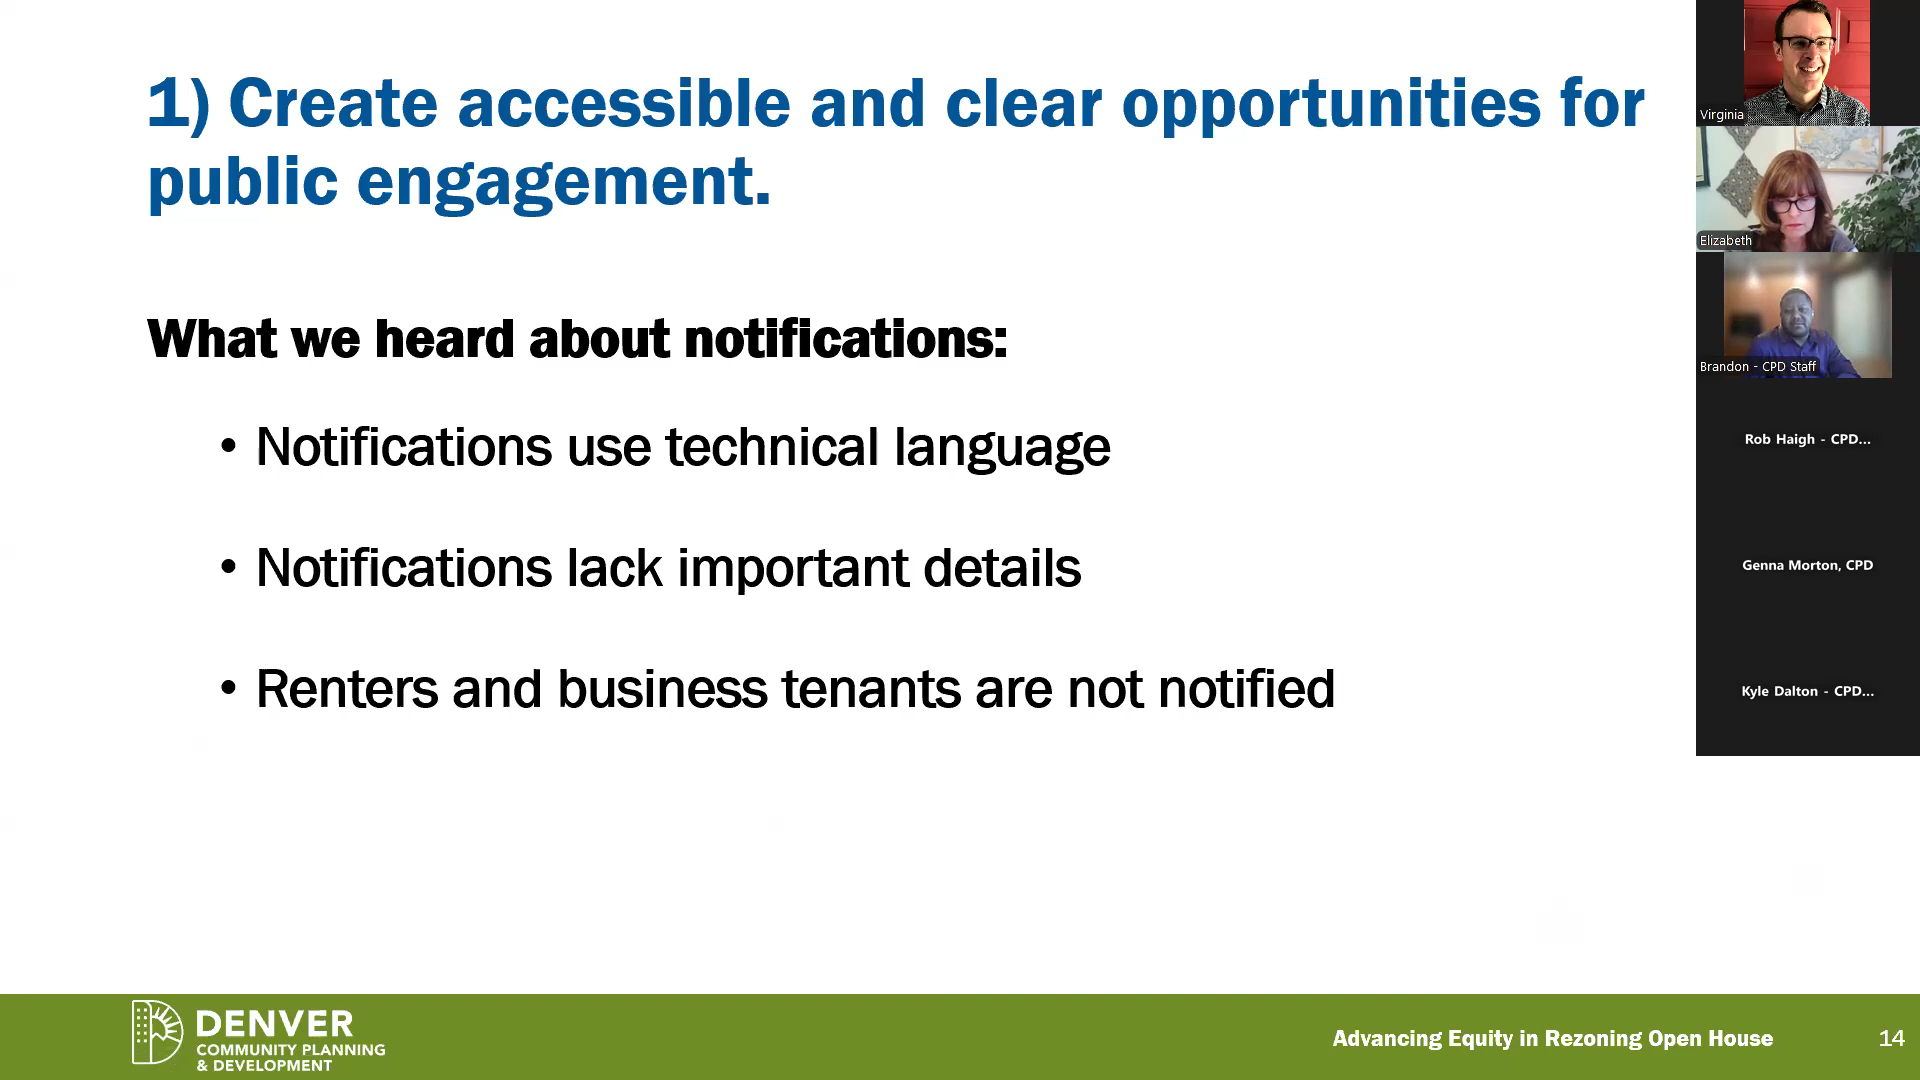 1) Create accessible and clear opportunities for
public engagement.
What we heard about notifications:
• Notifications use technical language
• Notifications lack important details
• Renters and business tenants are not notified
Virginia
Elizabeth
Brandon - CPD Staff
Rob Haigh - CPD...
Genna Morton, CPD
Kyle Dalton - CPD...
DENVER
COMMUNITY PLANNING
& DEVELOPMENT
Advancing Equity in Rezoning Open House
14